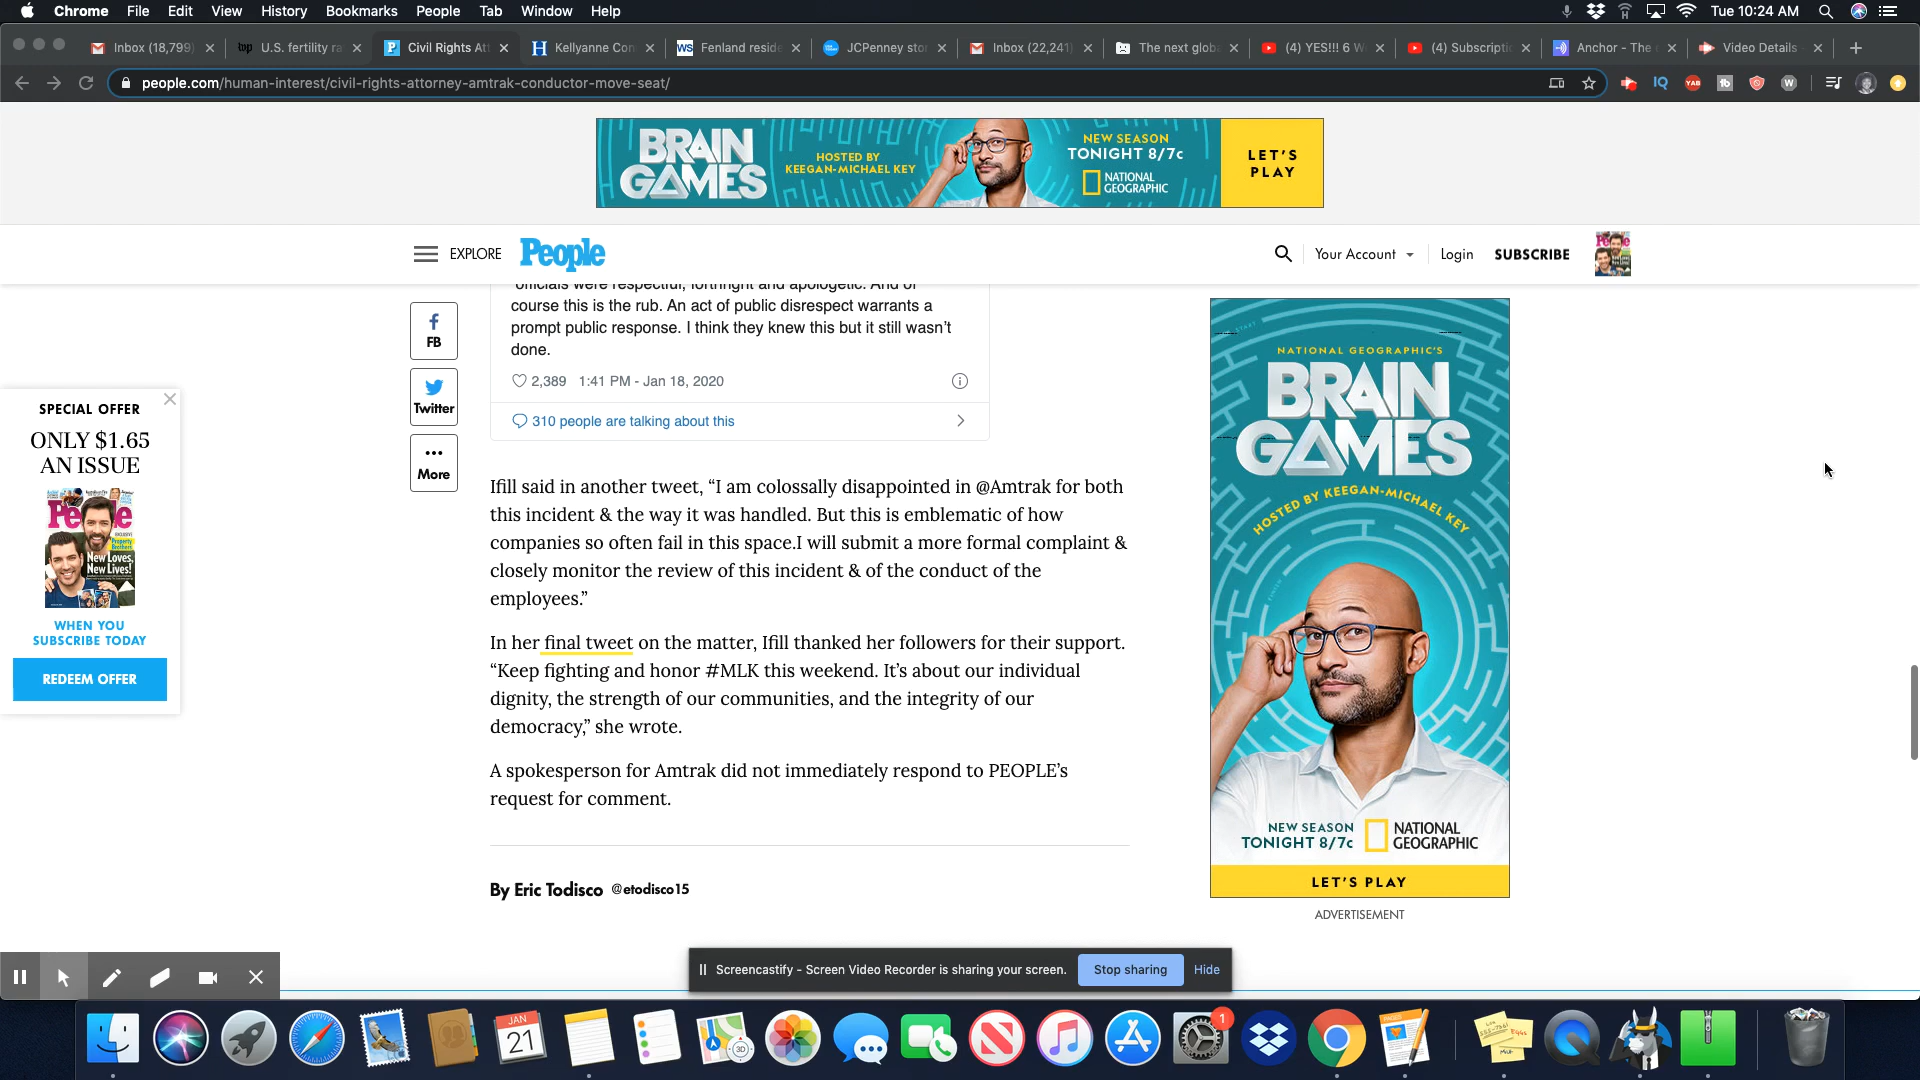 Chrome File Edit View History Bookmarks People Tab Window Help
Tue 10:24 AM
Inbox (18,799)
U.S. fertility ra
Civil Rights Att
Kellyanne Con
Fenland reside
JCPenney stor
Inbox (22,241)
The next globa
(4) YES!!! 6 W
(4) Subscripti
Anchor - The
Video Details
people.com/human-interest/civil-rights-attorney-amtrak-conductor-move-seat/
BRAIN GAMES
HOSTED BY
KEEGAN-MICHAEL KEY
NEW SEASON
TONIGHT 8/7c
NATIONAL
GEOGRAPHIC
LET'S
PLAY
EXPLORE
People
Your Account
Login
SUBSCRIBE
FB
Twitter
More
officials were respectful, forthright and apologetic. And of
course this is the rub. An act of public disrespect warrants a
prompt public response. I think they knew this but it still wasn't
done.
2,389 1:41 PM - Jan 18, 2020
310 people are talking about this
Ifill said in another tweet, “I am colossally disappointed in @Amtrak for both
this incident & the way it was handled. But this is emblematic of how
companies so often fail in this space.I will submit a more formal complaint &
closely monitor the review of this incident & of the conduct of the
employees.”
In her final tweet on the matter, Ifill thanked her followers for their support.
“Keep fighting and honor #MLK this weekend. It’s about our individual
dignity, the strength of our communities, and the integrity of our
democracy,” she wrote.
A spokesperson for Amtrak did not immediately respond to PEOPLE’s
request for comment.
By Eric Todisco @etodisco15
SPECIAL OFFER
ONLY $1.65
AN ISSUE
People
New Loves,
New Lives!
WHEN YOU
SUBSCRIBE TODAY
REDEEM OFFER
NATIONAL GEOGRAPHIC'S
BRAIN
GAMES
HOSTED BY KEEGAN-MICHAEL KEY
NEW SEASON
TONIGHT 8/7c
NATIONAL
GEOGRAPHIC
LET'S PLAY
ADVERTISEMENT
Screencastify - Screen Video Recorder is sharing your screen.
Stop sharing
Hide
JAN
21
3D
1